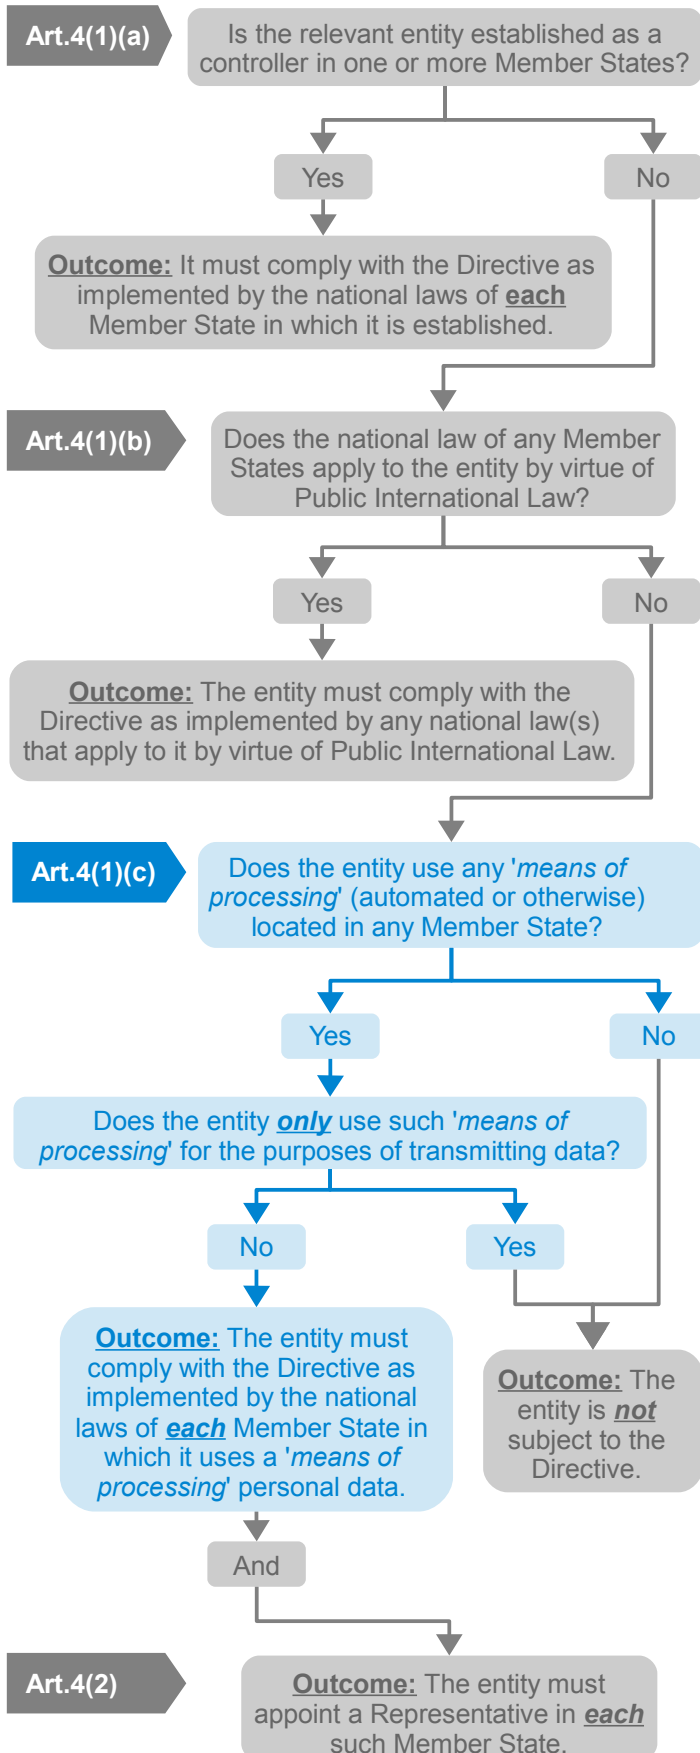 Art.4(1)(a)
Is the relevant entity established as a
controller in one or more Member States?
Yes
No
Outcome: It must comply with the Directive as
implemented by the national laws of each
Member State in which it is established.
Art.4(1)(b)
Does the national law of any Member
States apply to the entity by virtue of
Public International Law?
Yes
No
Outcome: The entity must comply with the
Directive as implemented by any national law(s)
that apply to it by virtue of Public International Law.
Art.4(1)(c)
Does the entity use any 'means of
processing' (automated or otherwise)
located in any Member State?
Yes
No
Does the entity only use such 'means of
processing' for the purposes of transmitting data?
No
Yes
Outcome: The entity must
comply with the Directive as
implemented by the national
laws of each Member State in
which it uses a 'means of
processing' personal data.
Outcome: The
entity is not
subject to the
Directive.
And
Art.4(2)
Outcome: The entity must
appoint a Representative in each
such Member State.